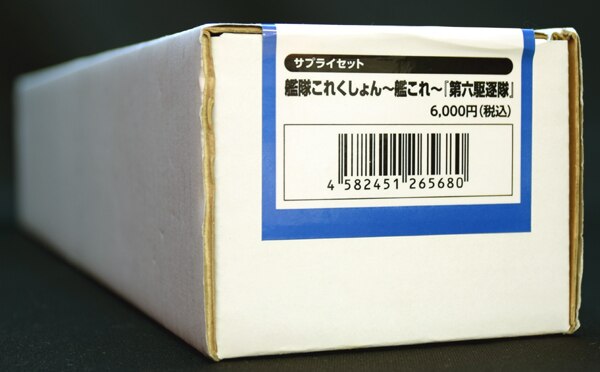 サプライセット
艦隊これくしょん～艦これ～『第六駆逐隊』
6,000円(税込)
4 582451 265680